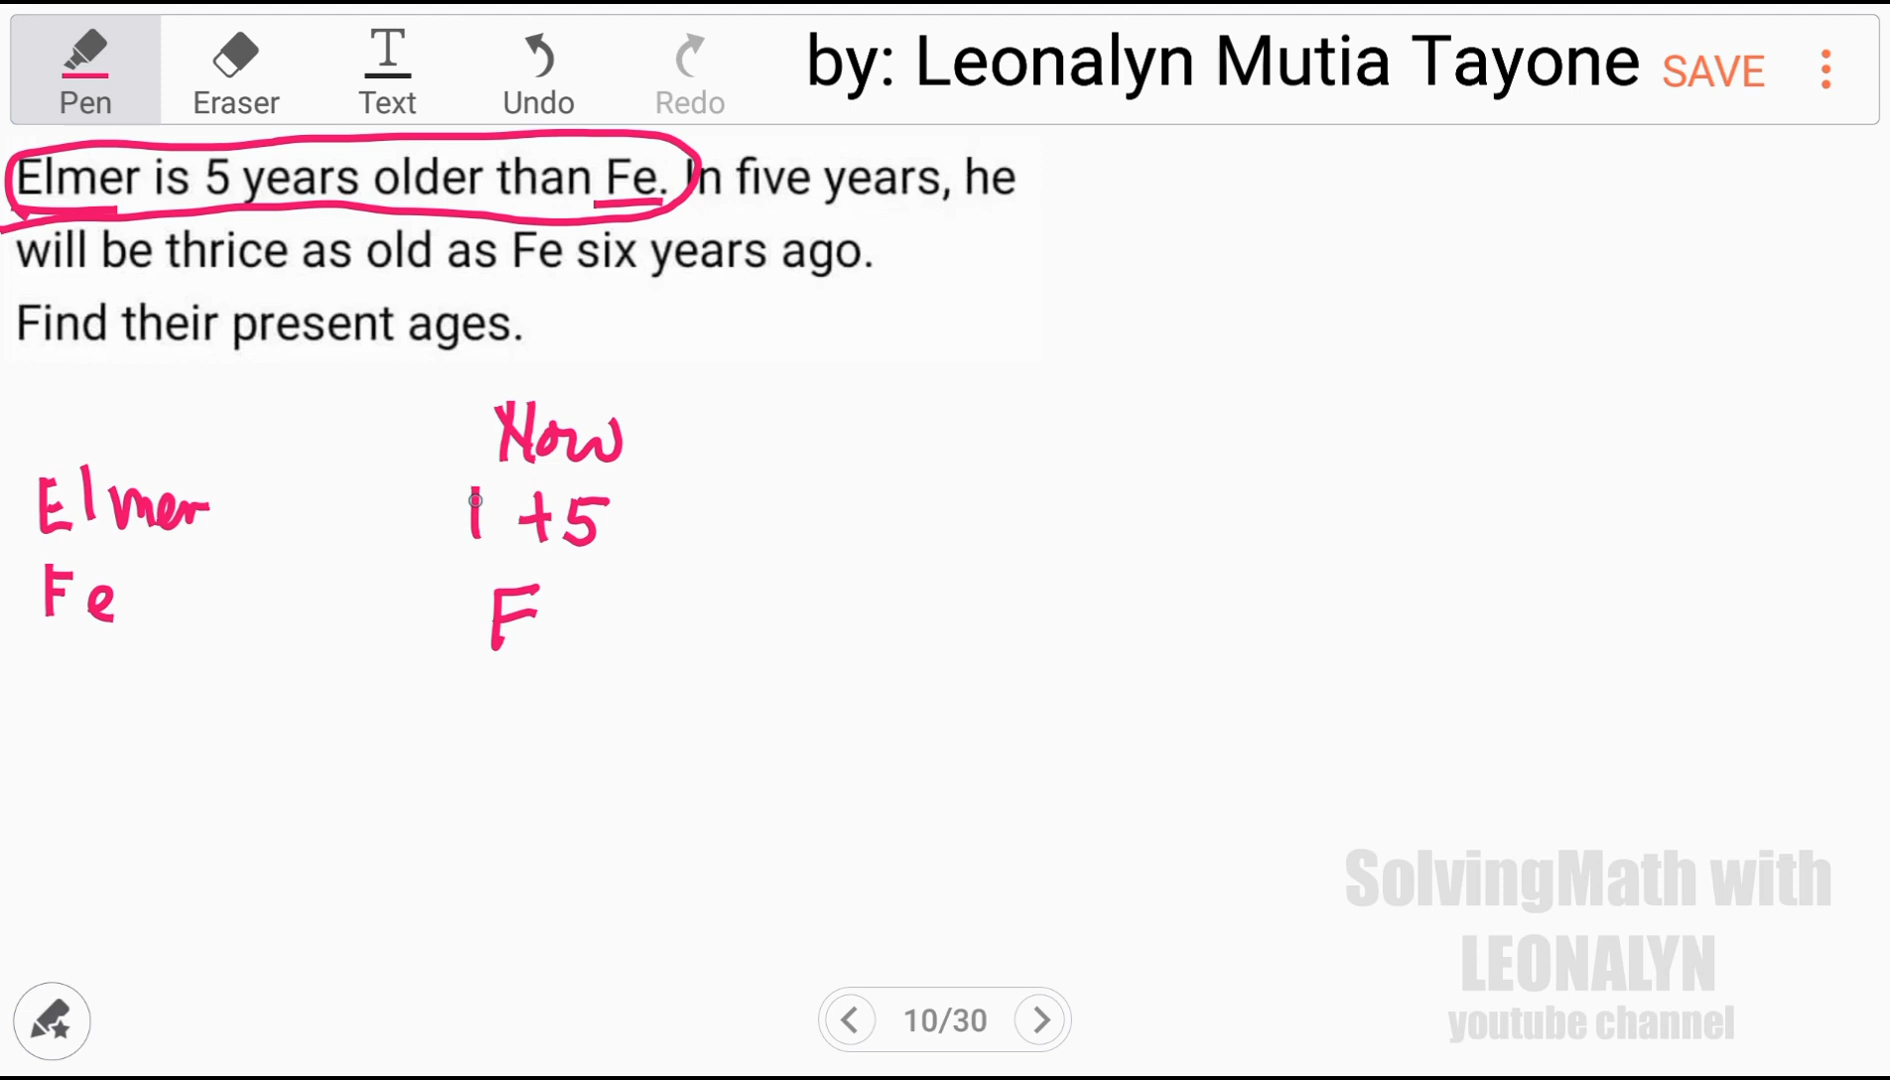 Pen Eraser Text Undo Redo by: Leonalyn Mutia Tayone SAVE
Elmer is 5 years older than Fe. In five years, he
will be thrice as old as Fe six years ago.
Find their present ages.
Now
Elmer +5
Fe F
SolvingMath with
LEONALYN
youtube channel
10/30